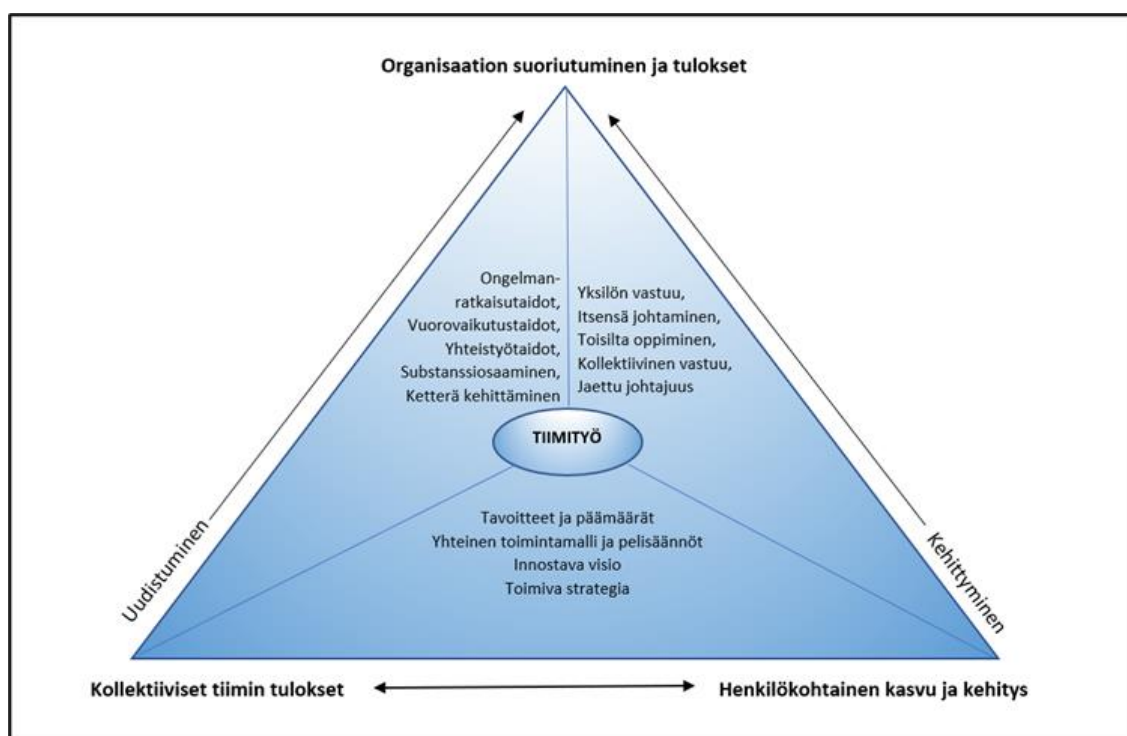 Organisaation suoriutuminen ja tulokset
Ongelman-
ratkaisutaidot,
Vuorovaikutustaidot,
Yhteistyötaidot,
Substanssiosaaminen,
Ketterä kehittäminen
Yksilön vastuu,
Itsensä johtaminen,
Toisilta oppiminen,
Kollektiivinen vastuu,
Jaettu johtajuus
TIIMITYÖ
Tavoitteet ja päämäärät
Yhteinen toimintamalli ja pelisäännöt
Innostava visio
Toimiva strategia
Uudistuminen
Kehittyminen
Kollektiiviset tiimin tulokset
Henkilökohtainen kasvu ja kehitys